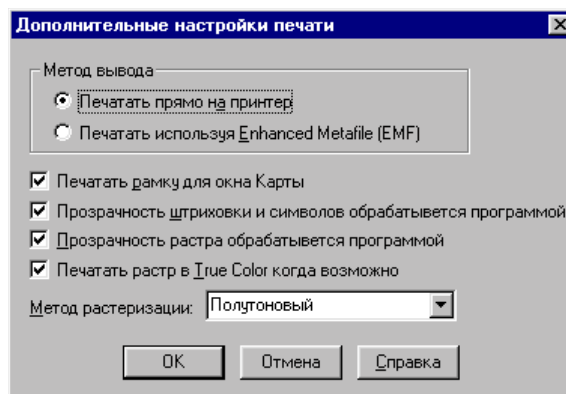 Дополнительные настройки печати
Метод вывода
Печатать прямо на принтер
Печатать используя Enhanced Metafile (EMF)
Печатать рамку для окна Карты
Прозрачность штриховки и символов обрабатывется программой
Прозрачность растра обрабатывется программой
Печатать растр в True Color когда возможно
Метод растеризации: Полутоновый
OK Отмена Справка